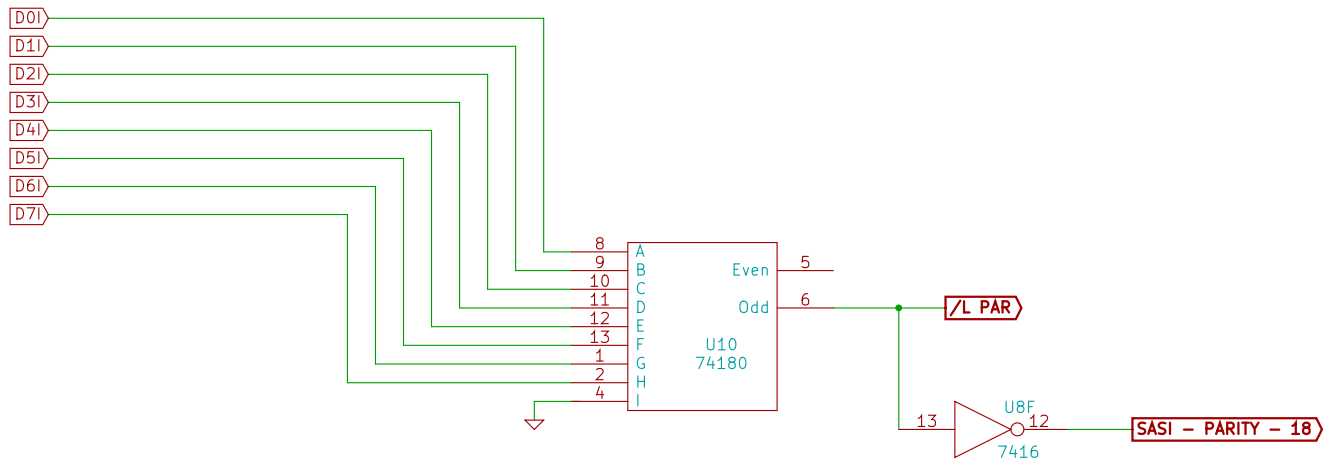 D0I
D1I
D2I
D3I
D4I
D5I
D6I
D7I
8 A
9 B
10 C
11 D
12 E
13 F
1 G
2 H
4 I
Even 5
Odd 6
U10
74180
/L PAR
U8F
13 12
7416
SASI - PARITY - 18